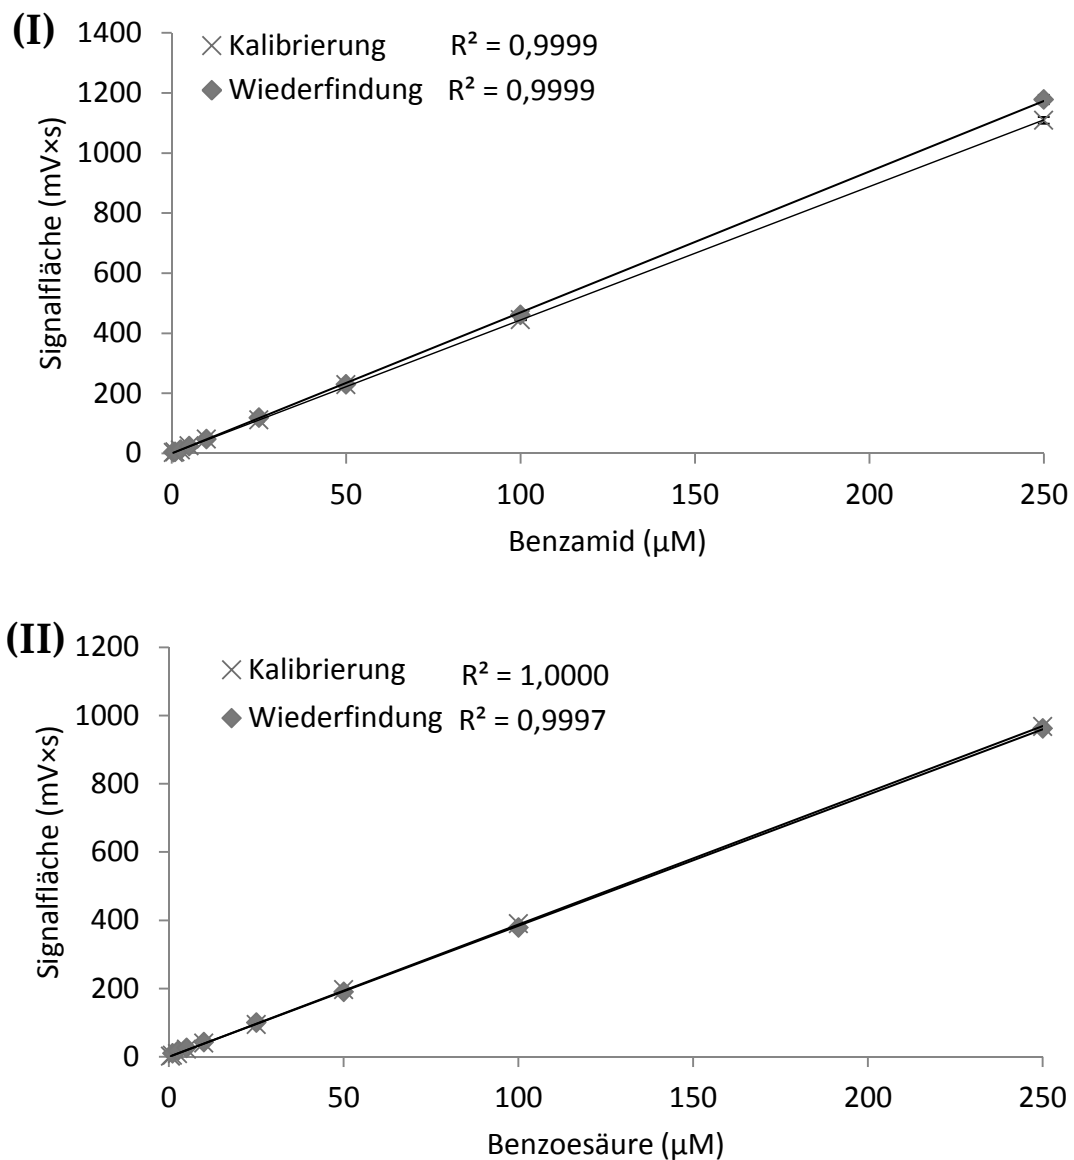 (I)
1400
1200
1000
800
600
400
200
0
Signalfläche (mV×s)
Kalibrierung R² = 0,9999
Wiederfindung R² = 0,9999
0 50 100 150 200 250
Benzamid (µM)
(II)
1200
1000
800
600
400
200
0
Signalfläche (mV×s)
Kalibrierung R² = 1,0000
Wiederfindung R² = 0,9997
0 50 100 150 200 250
Benzoesäure (µM)